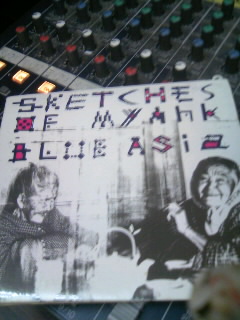 SKETCHES
OF MYAHK
BLUE ASIA